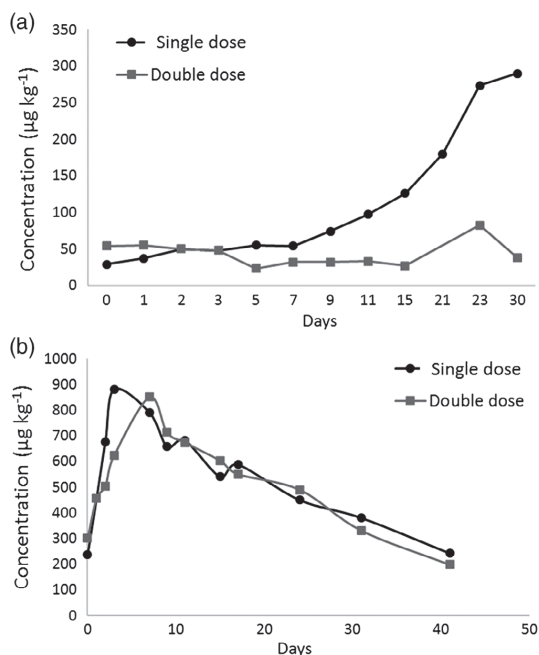 (a)
350
300
250
200
150
100
50
0
Concentration (µg kg⁻¹)
Single dose
Double dose
0 1 2 3 5 7 9 11 15 21 23 30
Days
(b)
1000
900
800
700
600
500
400
300
200
100
0
Concentration (µg kg⁻¹)
Single dose
Double dose
0 10 20 30 40 50
Days